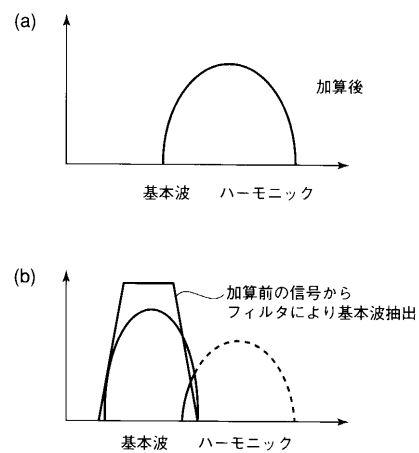 (a)
加算後
基本波 ハーモニック
(b)
加算前の信号から
フィルタにより基本波抽出
基本波 ハーモニック